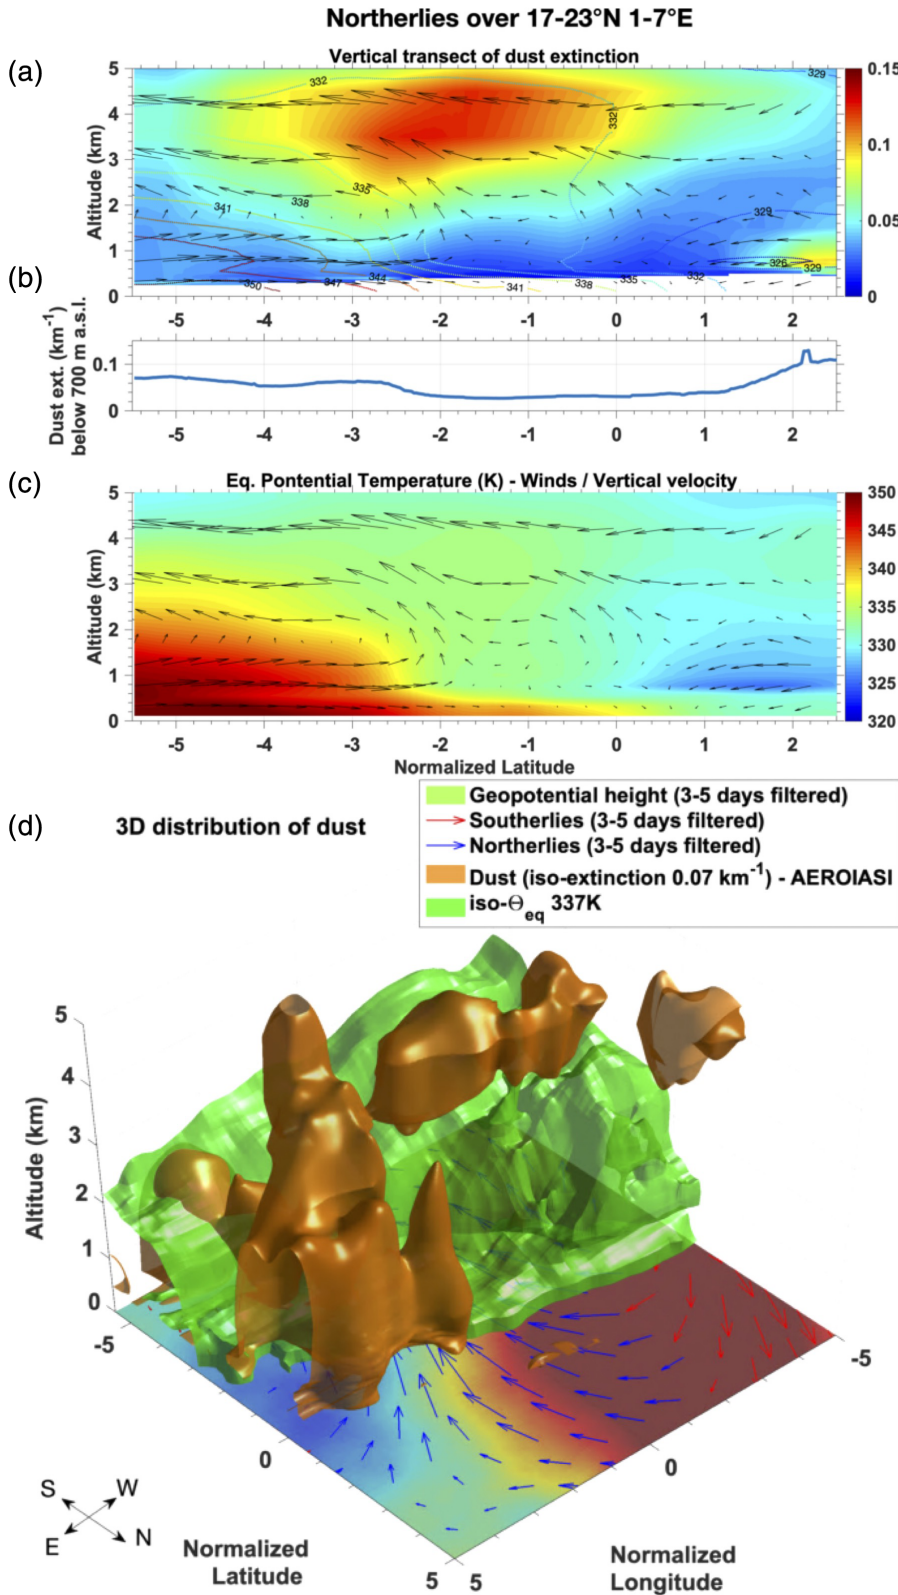 Northerlies over 17-23°N 1-7°E
(a)
Vertical transect of dust extinction
5
4
3
2
1
0
Altitude (km)
332
329
332
335
338
341
329
326
329
350
347
344
341
338
335
332
0.15
0.1
0.05
0
-5 -4 -3 -2 -1 0 1 2
(b)
Dust ext. (km-1)
below 700 m a.s.l.
0.1
0
-5 -4 -3 -2 -1 0 1 2
(c)
Eq. Pontential Temperature (K) - Winds / Vertical velocity
5
4
3
2
1
0
Altitude (km)
350
345
340
335
330
325
320
-5 -4 -3 -2 -1 0 1 2
Normalized Latitude
(d)
3D distribution of dust
Geopotential height (3-5 days filtered)
Southerlies (3-5 days filtered)
Northerlies (3-5 days filtered)
Dust (iso-extinction 0.07 km-1) - AEROIASI
iso-Θeq 337K
5
4
3
2
1
0
Altitude (km)
-5
0
5
Normalized
Latitude
-5
0
5
Normalized
Longitude
S W
E N